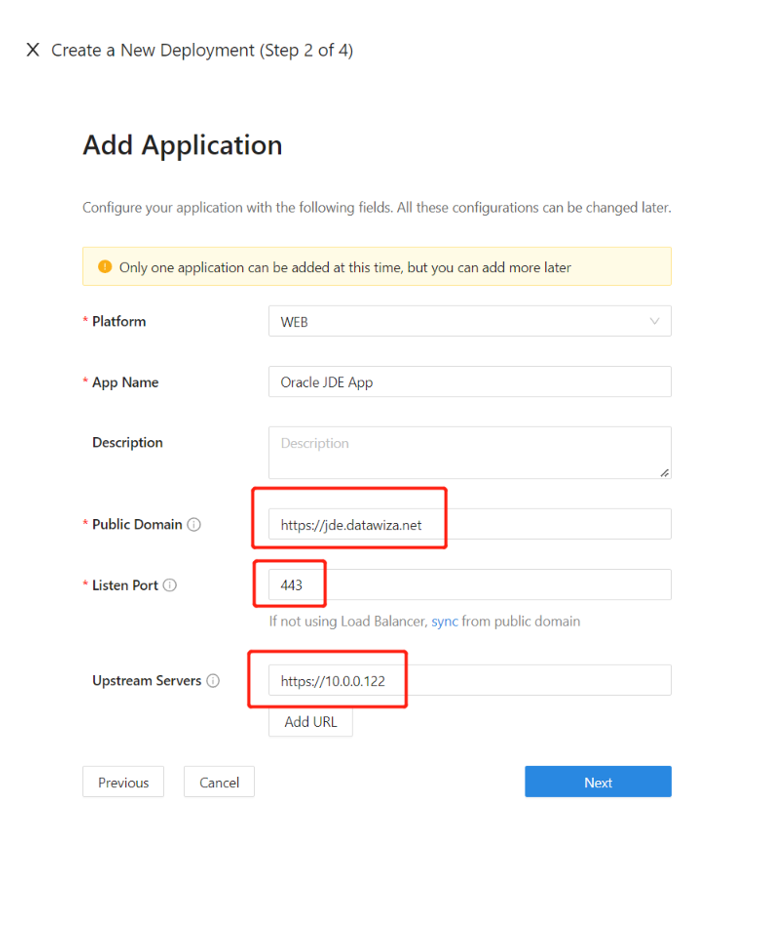 Create a New Deployment (Step 2 of 4)
Add Application
Configure your application with the following fields. All these configurations can be changed later.
Only one application can be added at this time, but you can add more later
* Platform WEB
* App Name Oracle JDE App
Description Description
* Public Domain https://jde.datawiza.net
* Listen Port 443
If not using Load Balancer, sync from public domain
Upstream Servers https://10.0.0.122
Add URL
Previous Cancel Next